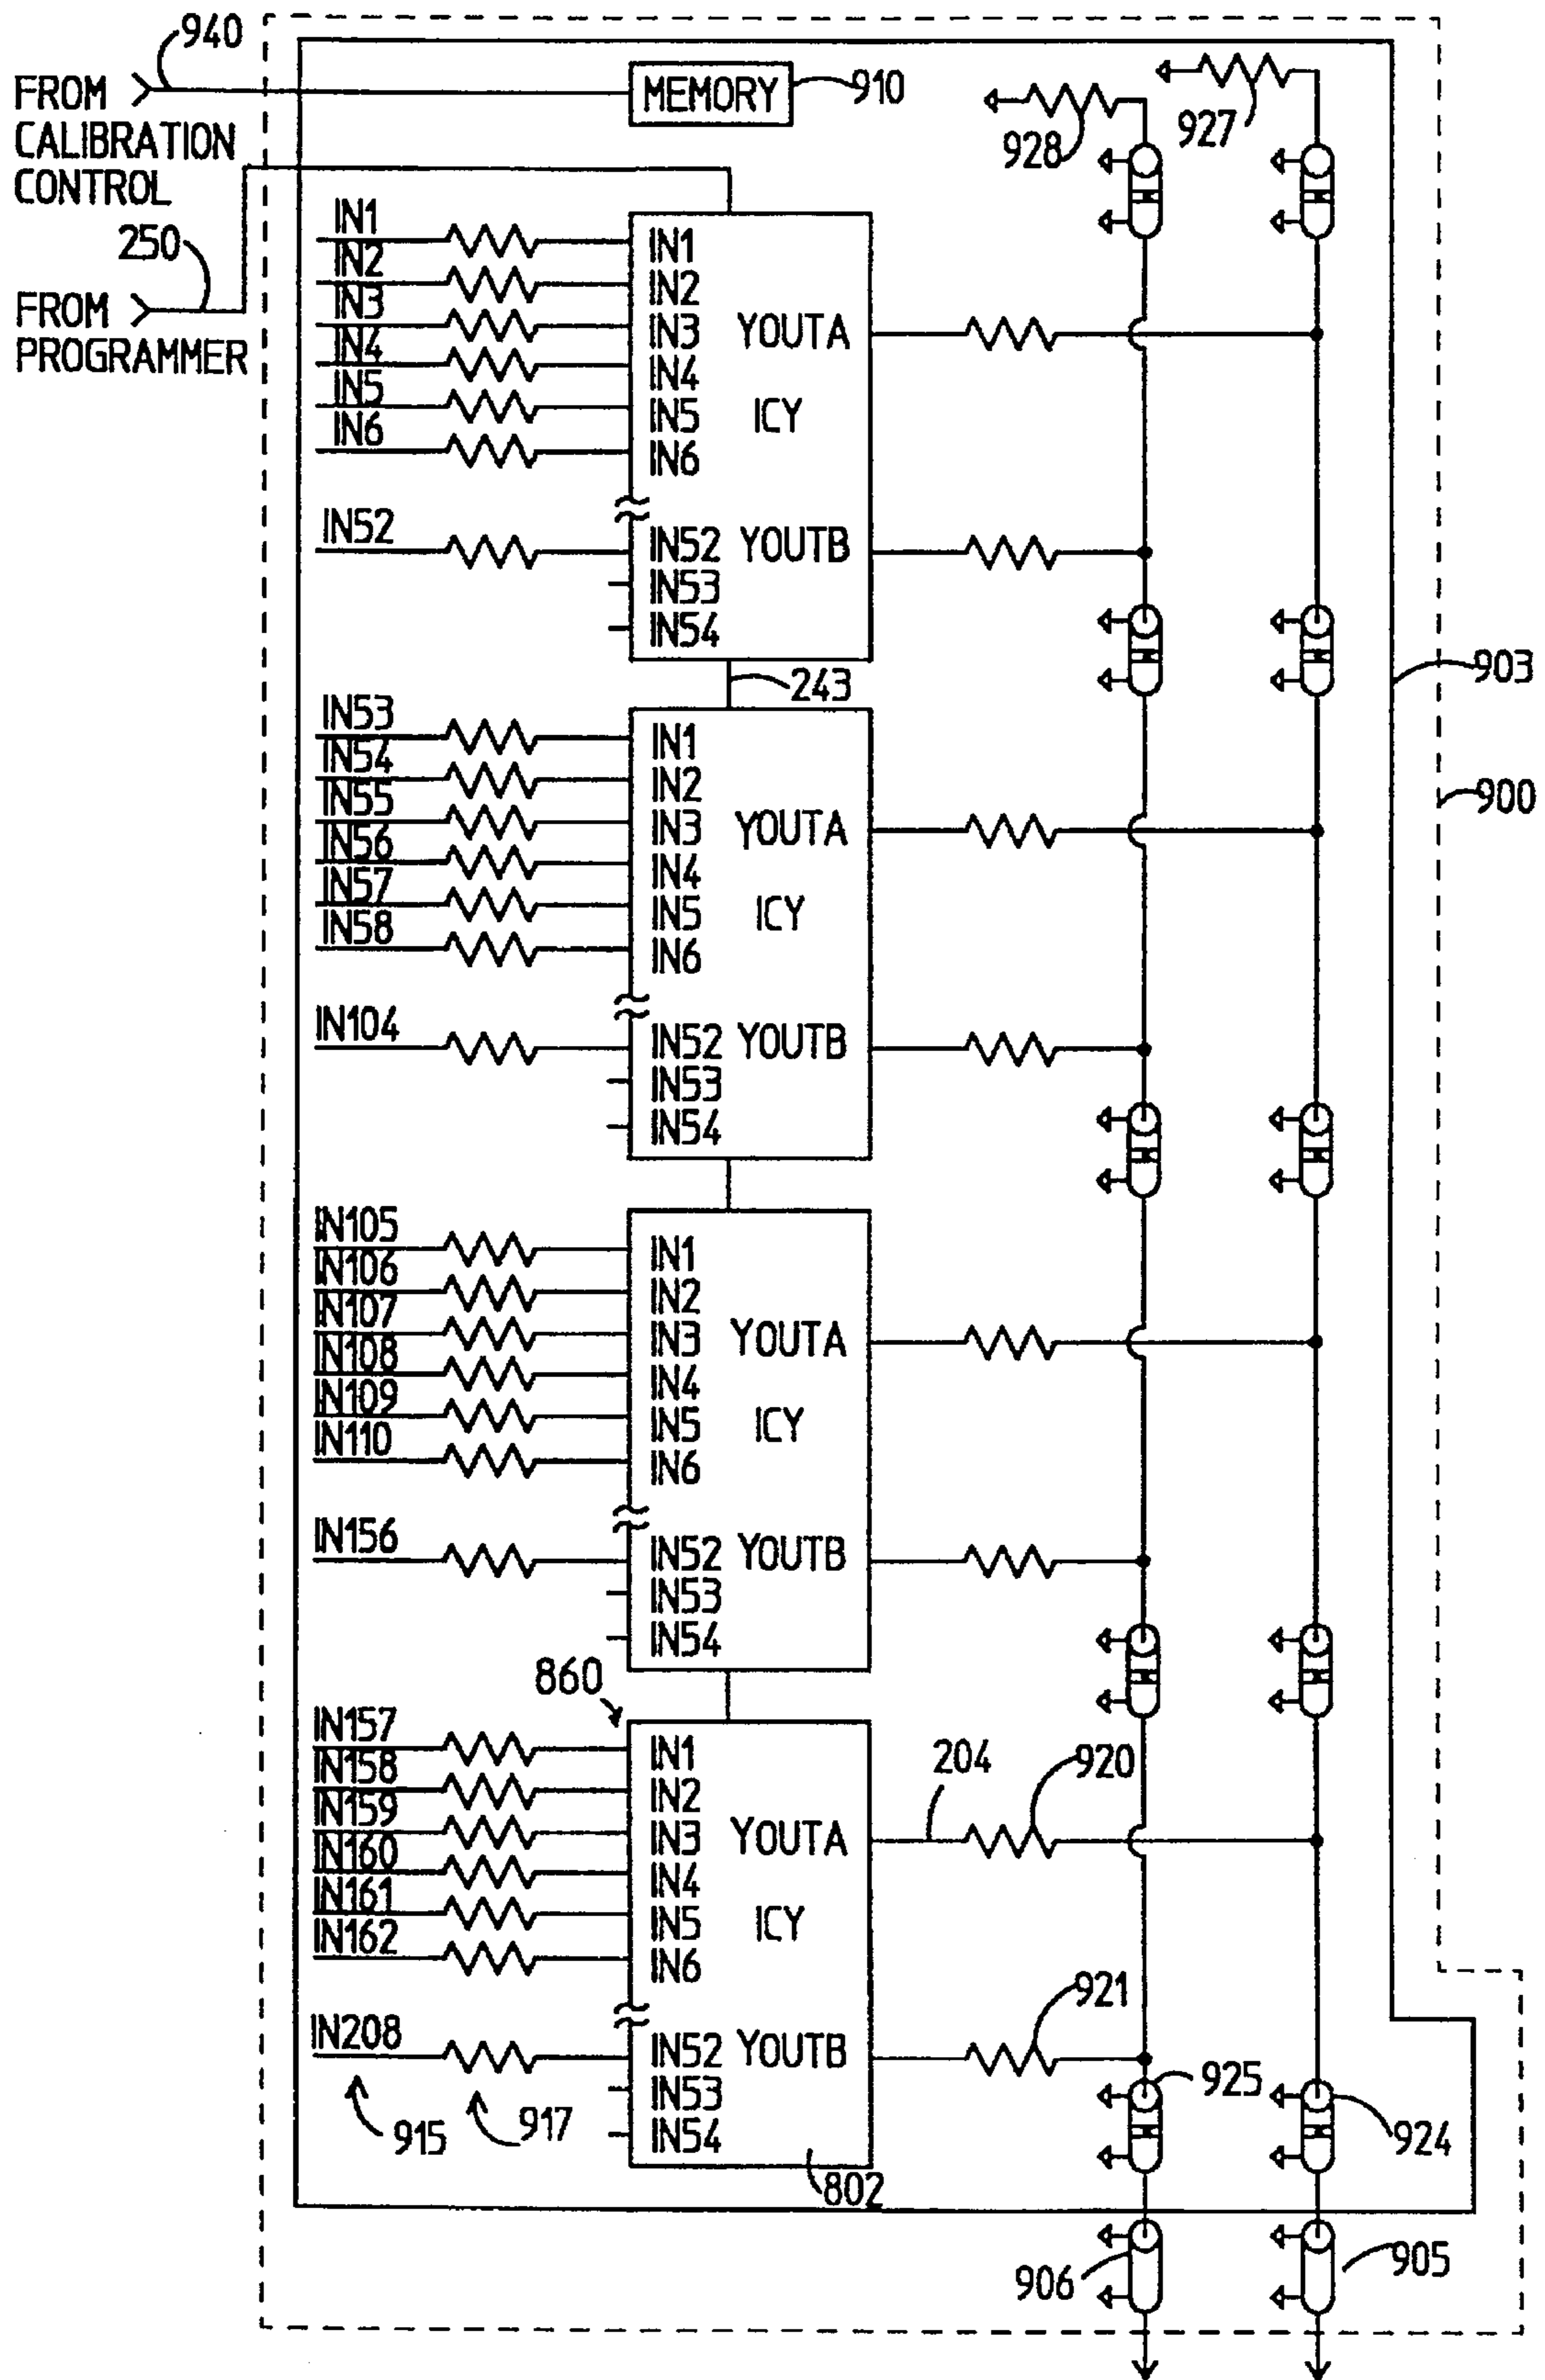 940
FROM
CALIBRATION
CONTROL
MEMORY
910
928
927
250
FROM
PROGRAMMER
IN1
IN2
IN3
IN4
IN5
IN6
IN52
IN1
IN2
IN3
IN4
IN5
IN6
IN52
IN53
IN54
YOUTA
ICY
YOUTB
243
903
900
IN53
IN54
IN55
IN56
IN57
IN58
IN104
IN1
IN2
IN3
IN4
IN5
IN6
IN52
IN53
IN54
YOUTA
ICY
YOUTB
IN105
IN106
IN107
IN108
IN109
IN110
IN156
IN1
IN2
IN3
IN4
IN5
IN6
IN52
IN53
IN54
YOUTA
ICY
YOUTB
860
IN157
IN158
IN159
IN160
IN161
IN162
IN208
IN1
IN2
IN3
IN4
IN5
IN6
IN52
IN53
IN54
YOUTA
ICY
YOUTB
204
920
921
925
924
915
917
802
906
905